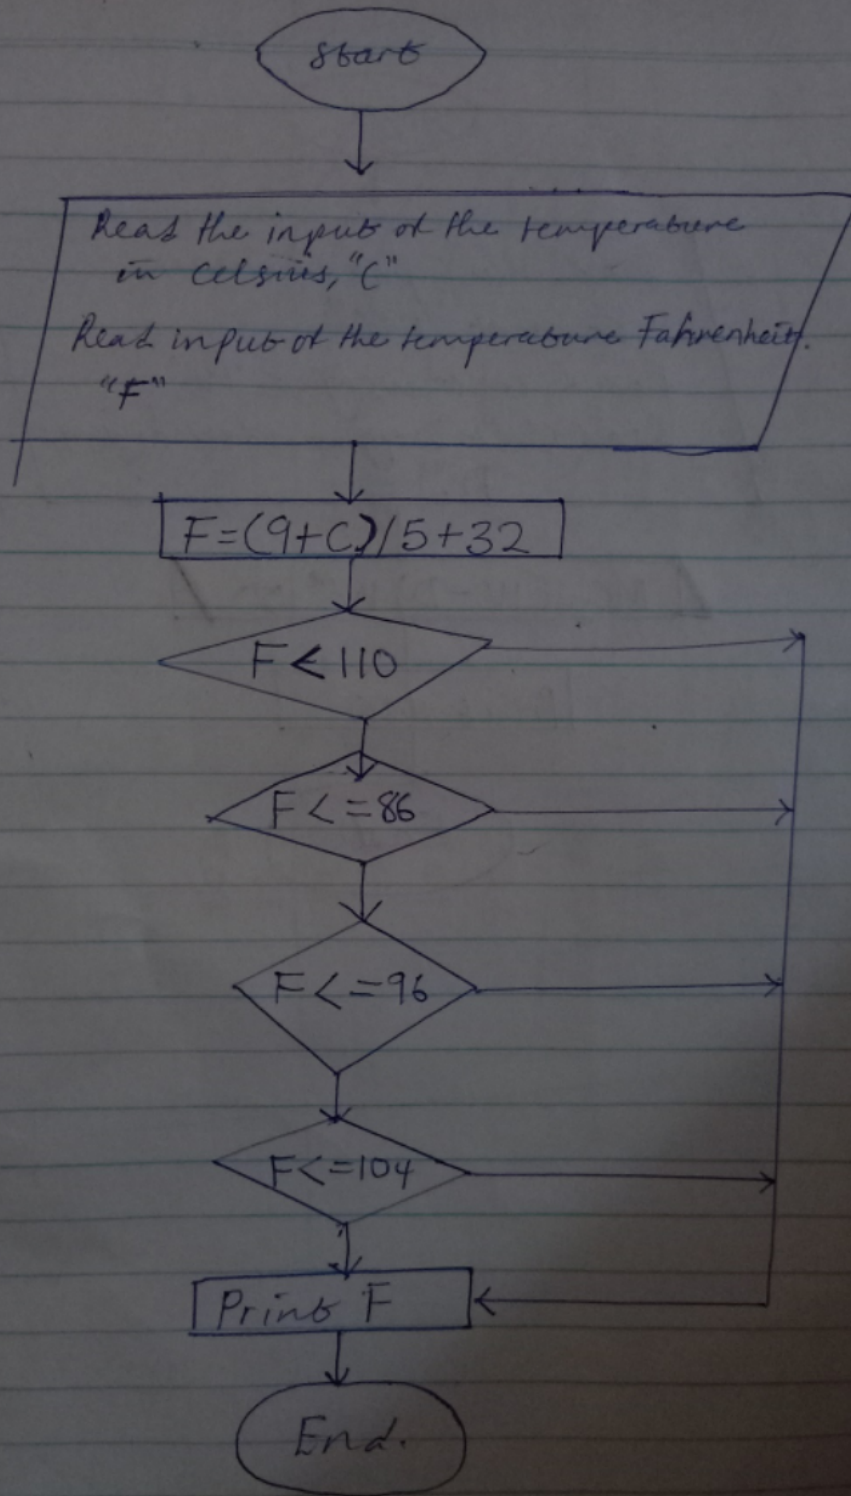 Start
Read the input of the temperature
in Celsius, "C"
Read input of the temperature Fahrenheit.
"F"
F=(9+C)/5+32
F<110
F<=86
F<=96
F<=104
Print F
End.